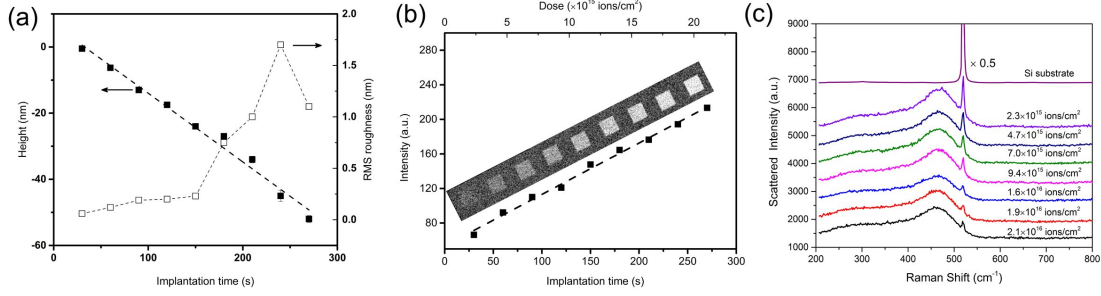 (a)
Height (nm)
0
-20
-40
-60
0
100
200
300
Implantation time (s)
2.0
1.5
1.0
0.5
0.0
RMS roughness (nm)
(b)
Dose (×10¹⁵ ions/cm²)
0
5
10
15
20
Intensity (a.u.)
280
240
200
160
120
80
0
50
100
150
200
250
300
Implantation time (s)
(c)
Scattered Intensity (a.u.)
9000
8000
7000
6000
5000
4000
3000
2000
1000
× 0.5
Si substrate
2.3×10¹⁵ ions/cm²
4.7×10¹⁵ ions/cm²
7.0×10¹⁵ ions/cm²
9.4×10¹⁵ ions/cm²
1.6×10¹⁶ ions/cm²
1.9×10¹⁶ ions/cm²
2.1×10¹⁶ ions/cm²
200
300
400
500
600
700
800
Raman Shift (cm⁻¹)